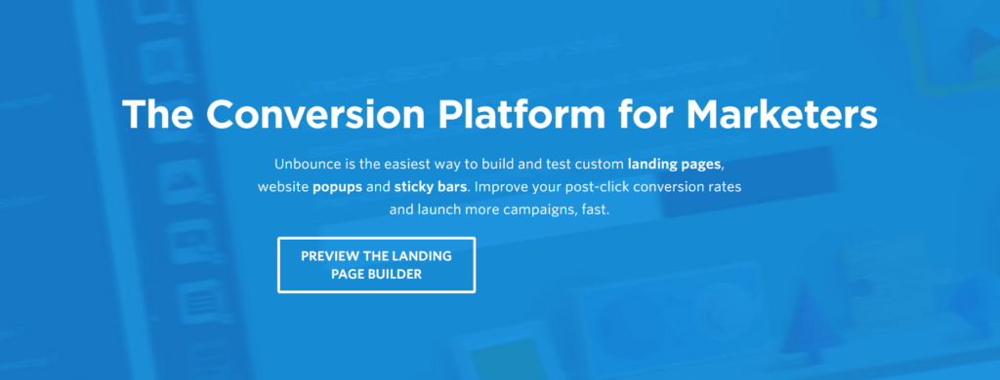 The Conversion Platform for Marketers
Unbounce is the easiest way to build and test custom landing pages,
website popups and sticky bars. Improve your post-click conversion rates
and launch more campaigns, fast.
PREVIEW THE LANDING
PAGE BUILDER